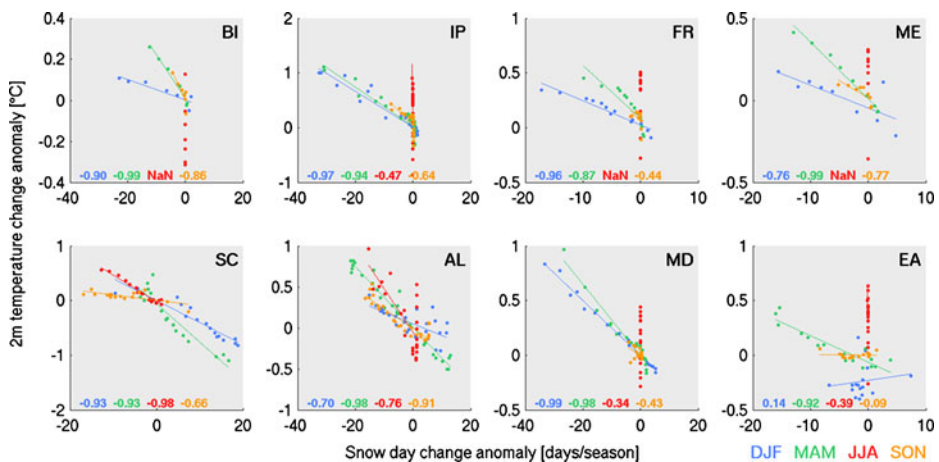 0.4 0.2 0 -0.2 -0.4 BI -0.90 -0.99 NaN -0.86 -40 -20 0 20
2 1 0 1 2 IP -0.97 -0.94 -0.47 -0.64 -40 -20 0 20
1 0.5 0 0.5 FR -0.96 -0.87 NaN -0.44 -20 -10 0 10
1 0.5 0 -0.5 ME -0.76 -0.99 NaN -0.77 -20 -10 0 10
2m temperature change anomaly [°C]
1 0 -1 -2 SC -0.93 -0.93 -0.98 -0.66 -20 0 20
1 0.5 0 0.5 1 AL -0.70 -0.98 -0.76 -0.91 -40 -20 0 20
1 0.5 0 -0.5 MD -0.99 -0.98 -0.34 -0.43 -40 -20 0 20
1 0.5 0 -0.5 EA 0.14 -0.92 -0.39 -0.09 -20 -10 0 10
Snow day change anomaly [days/season]
DJF MAM JJA SON